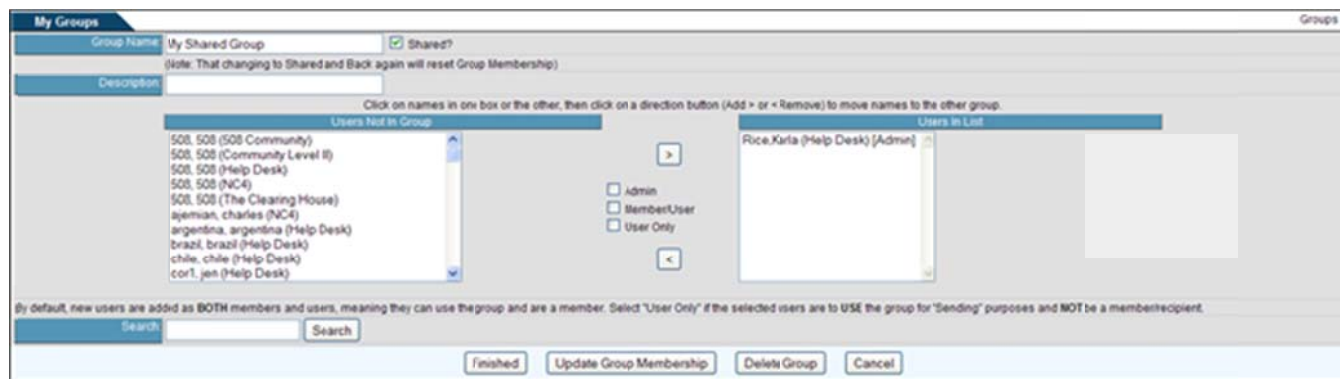 My Groups
Groups
Group Name: My Shared Group Shared?
(Note: That changing to Shared and Back again will reset Group Membership)
Description:
Click on names in one box or the other, then click on a direction button (Add > or < Remove) to move names to the other group.
Users Not In Group
Users In List
508, 508 (508 Community)
508, 508 (Community Level II)
508, 508 (Help Desk)
508, 508 (NC4)
508, 508 (The Clearing House)
ajemian, charles (NC4)
argentina, argentina (Help Desk)
brazil, brazil (Help Desk)
chile, chile (Help Desk)
cor1, jen (Help Desk)
>
Admin
Member/User
User Only
<
Rice,Karla (Help Desk) [Admin]
By default, new users are added as BOTH members and users, meaning they can use the group and are a member. Select "User Only" if the selected users are to USE the group for "Sending" purposes and NOT be a member/recipient.
Search: Search
Finished Update Group Membership Delete Group Cancel